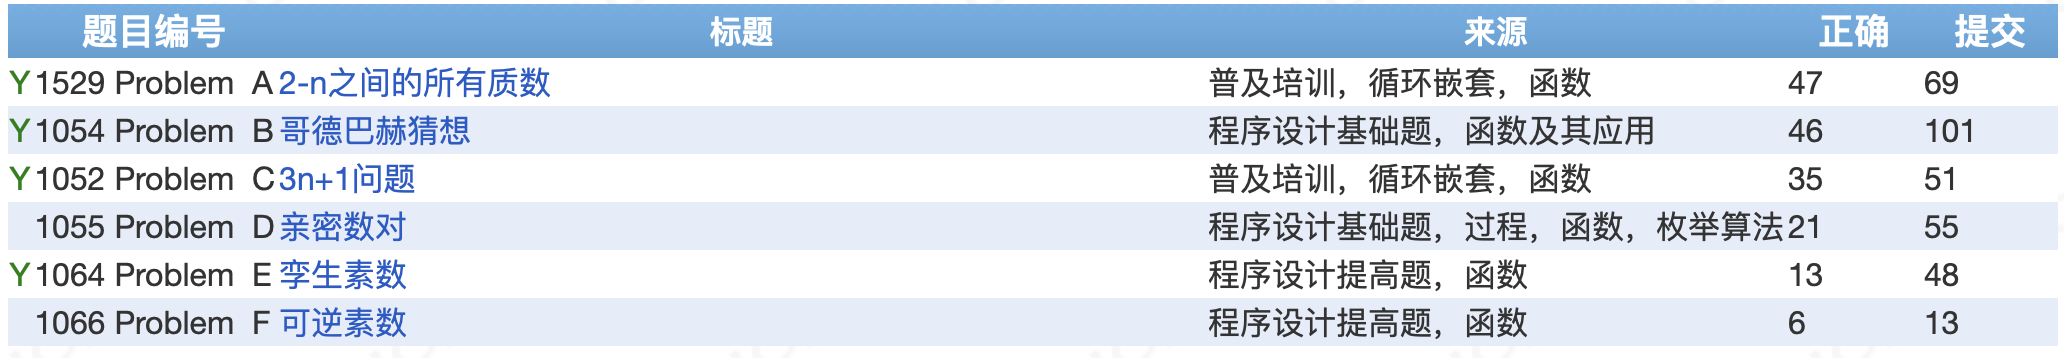 题目编号 标题 来源 正确 提交
Y 1529 Problem A 2-n之间的所有质数 普及培训，循环嵌套，函数 47 69
Y 1054 Problem B 哥德巴赫猜想 程序设计基础题，函数及其应用 46 101
Y 1052 Problem C 3n+1问题 普及培训，循环嵌套，函数 35 51
1055 Problem D 亲密数对 程序设计基础题，过程，函数，枚举算法 21 55
Y 1064 Problem E 孪生素数 程序设计提高题，函数 13 48
1066 Problem F 可逆素数 程序设计提高题，函数 6 13